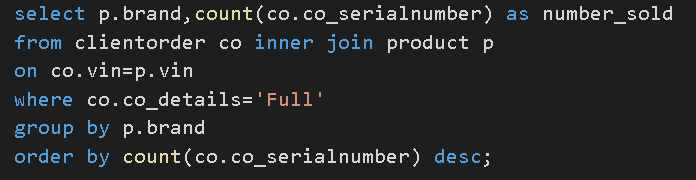 select p.brand,count(co.co_serialnumber) as number_sold
from clientorder co inner join product p
on co.vin=p.vin
where co.co_details='Full'
group by p.brand
order by count(co.co_serialnumber) desc;